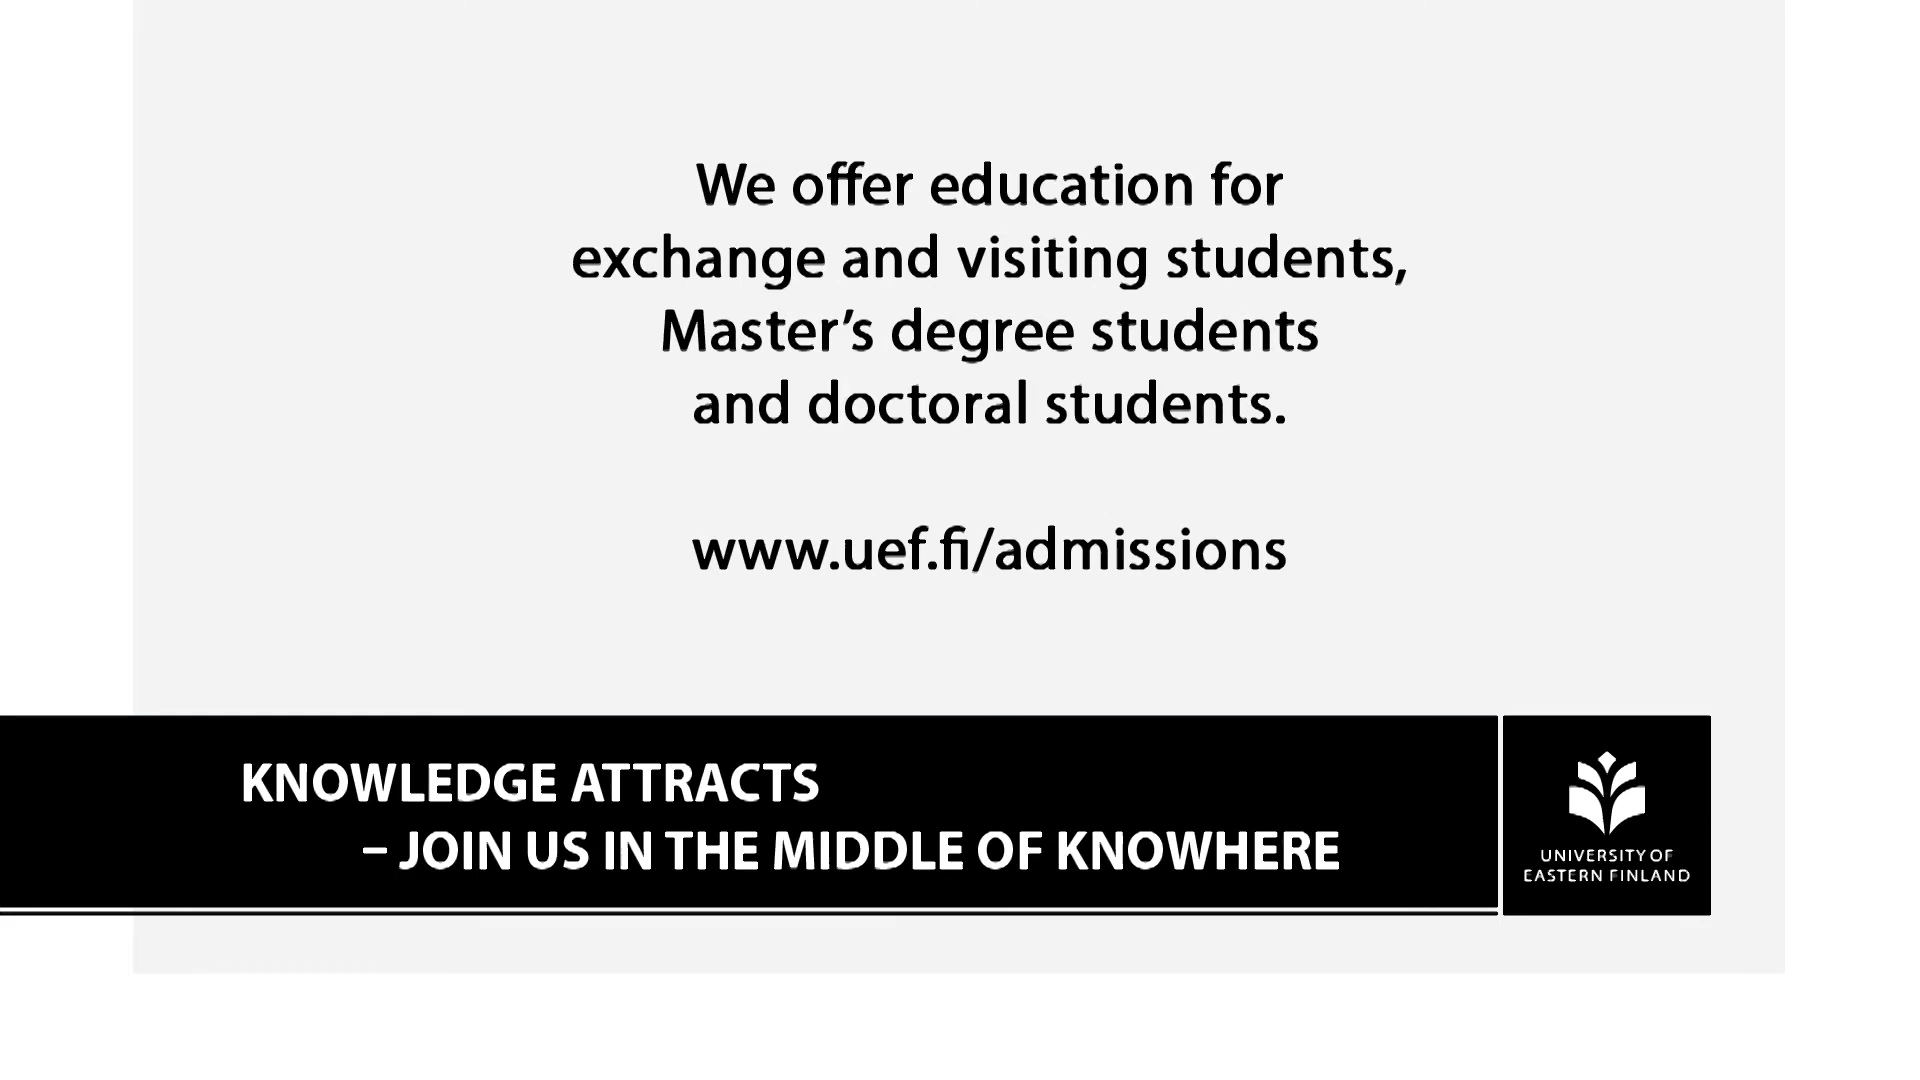 We offer education for
exchange and visiting students,
Master’s degree students
and doctoral students.
www.uef.fi/admissions
KNOWLEDGE ATTRACTS
– JOIN US IN THE MIDDLE OF KNOWHERE
UNIVERSITY OF
EASTERN FINLAND